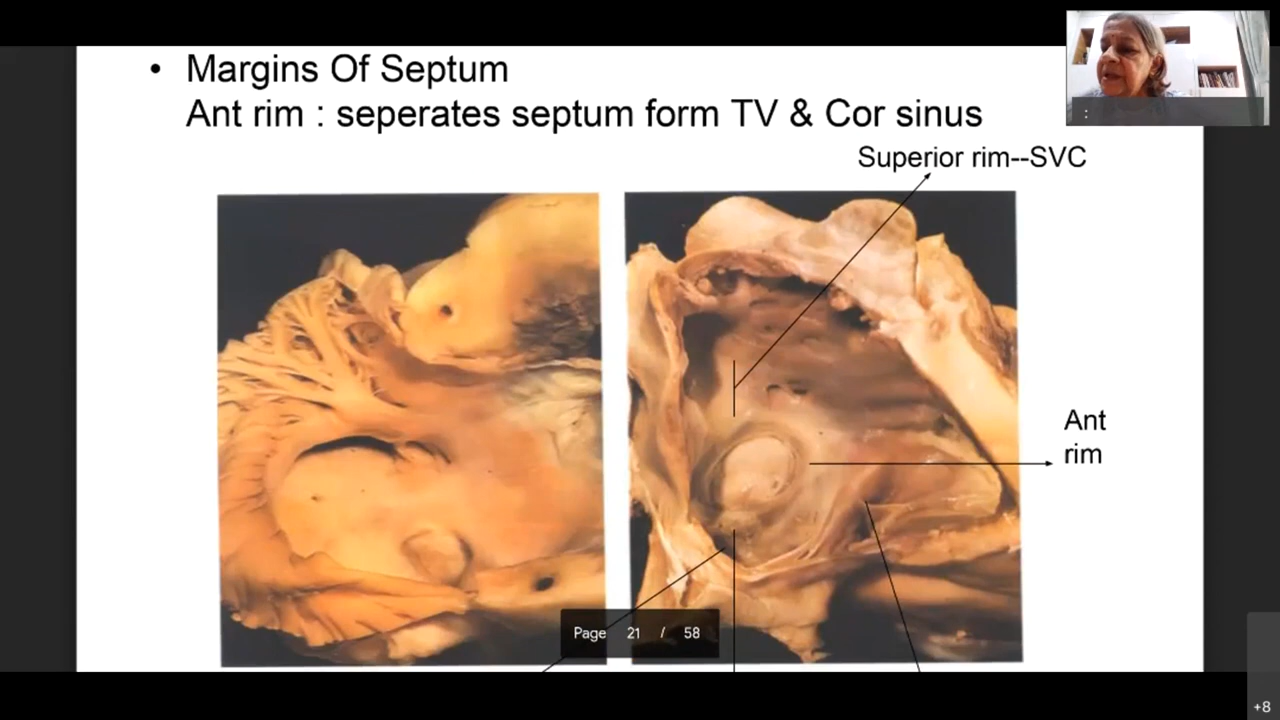 • Margins Of Septum
Ant rim : seperates septum form TV & Cor sinus
:
Superior rim--SVC
Ant
rim
Page 21 / 58
+8